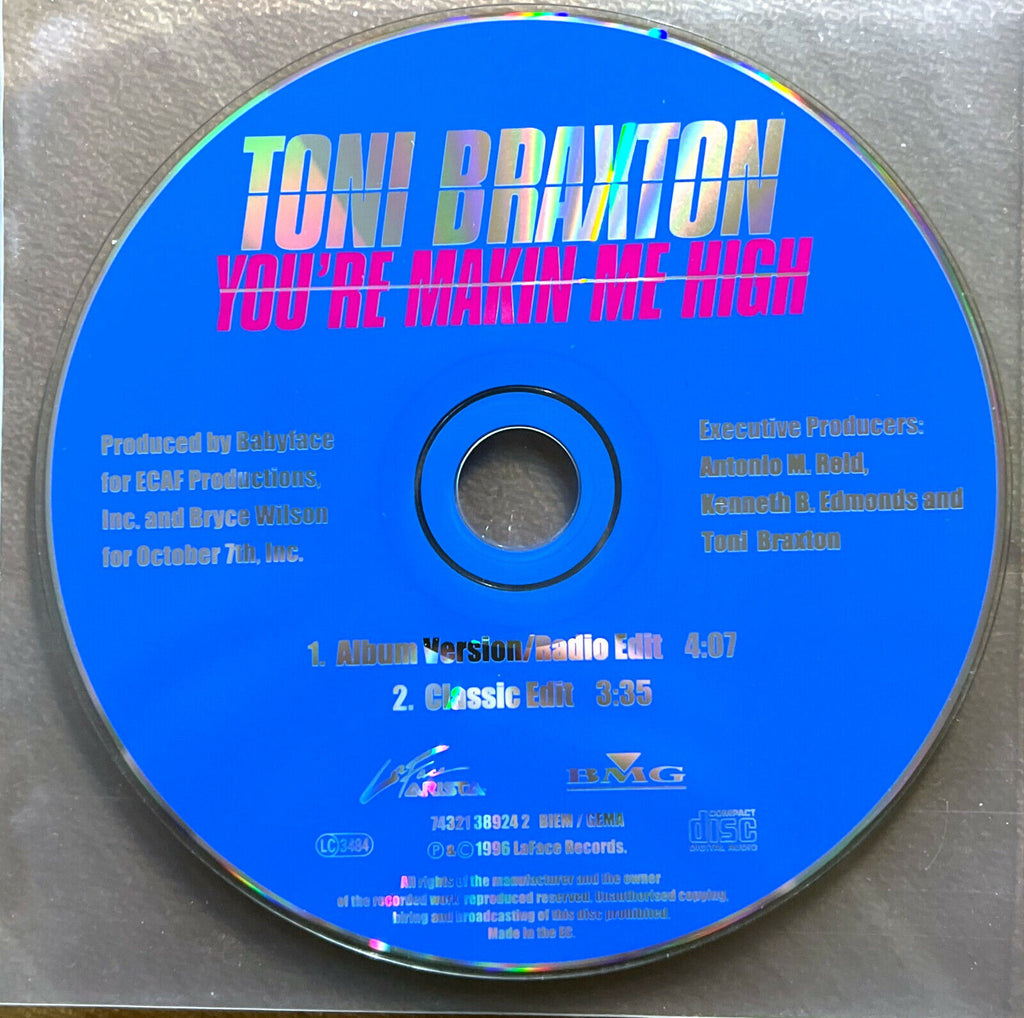 TONI BRAXTON
YOU'RE MAKIN ME HIGH
Produced by Babyface
for ECAF Productions,
Inc. and Bryce Wilson
for October 7th, Inc.
Executive Producers:
Antonio M. Reid,
Kenneth B. Edmonds and
Toni Braxton
1. Album Version/Radio Edit 4:07
2. Classic Edit 3:35
LaFace
ARISTA
BMG
74321 38924 2 BIEM / GEMA
LC 3484
COMPACT
disc
DIGITAL AUDIO
Ⓟ & © 1996 LaFace Records.
All rights of the manufacturer and the owner
of the recorded work reproduced reserved. Unauthorised copying,
hiring and broadcasting of this disc prohibited.
Made in the EC.